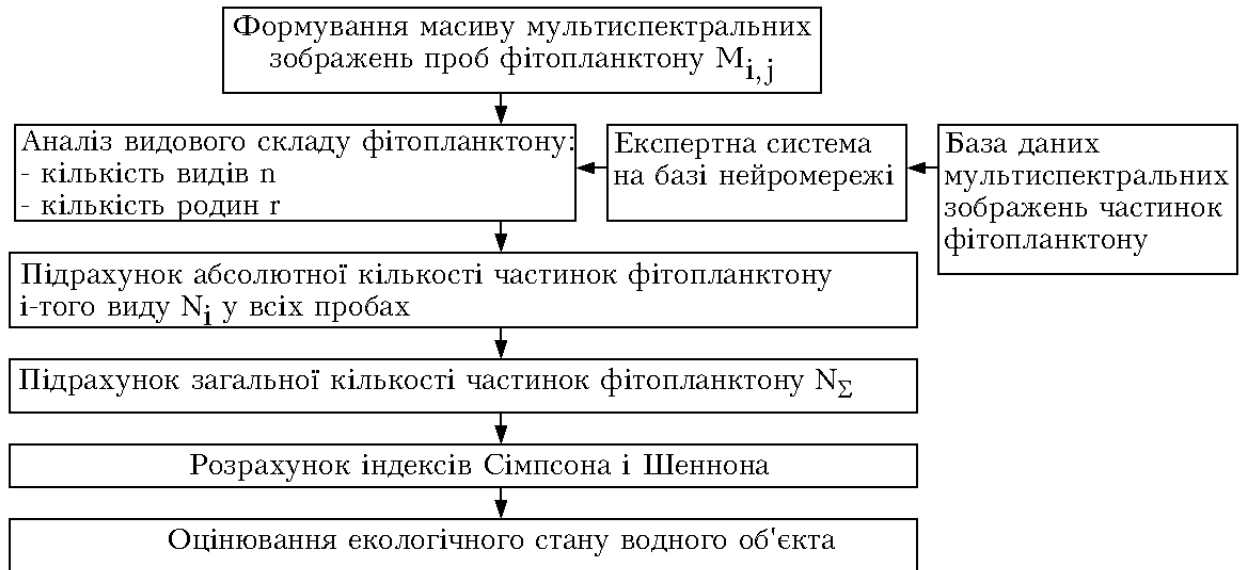 Формування масиву мультиспектральних
зображень проб фітопланктону M_{i,j}
Аналіз видового складу фітопланктону:
- кількість видів n
- кількість родин r
Експертна система
на базі нейромережі
База даних
мультиспектральних
зображень частинок
фітопланктону
Підрахунок абсолютної кількості частинок фітопланктону
і-того виду N_i у всіх пробах
Підрахунок загальної кількості частинок фітопланктону N_Σ
Розрахунок індексів Сімпсона і Шеннона
Оцінювання екологічного стану водного об'єкта